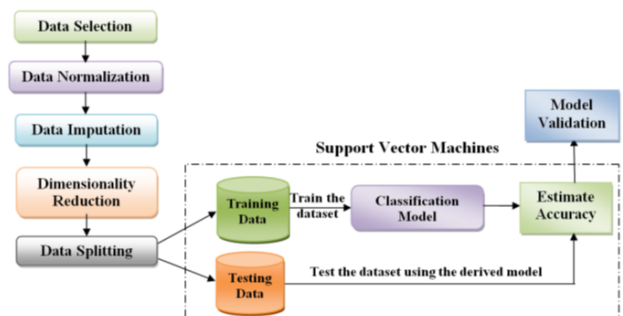 Data Selection
Data Normalization
Data Imputation
Dimensionality
Reduction
Data Splitting
Support Vector Machines
Training
Data
Train the
dataset
Classification
Model
Estimate
Accuracy
Model
Validation
Testing
Data
Test the dataset using the derived model